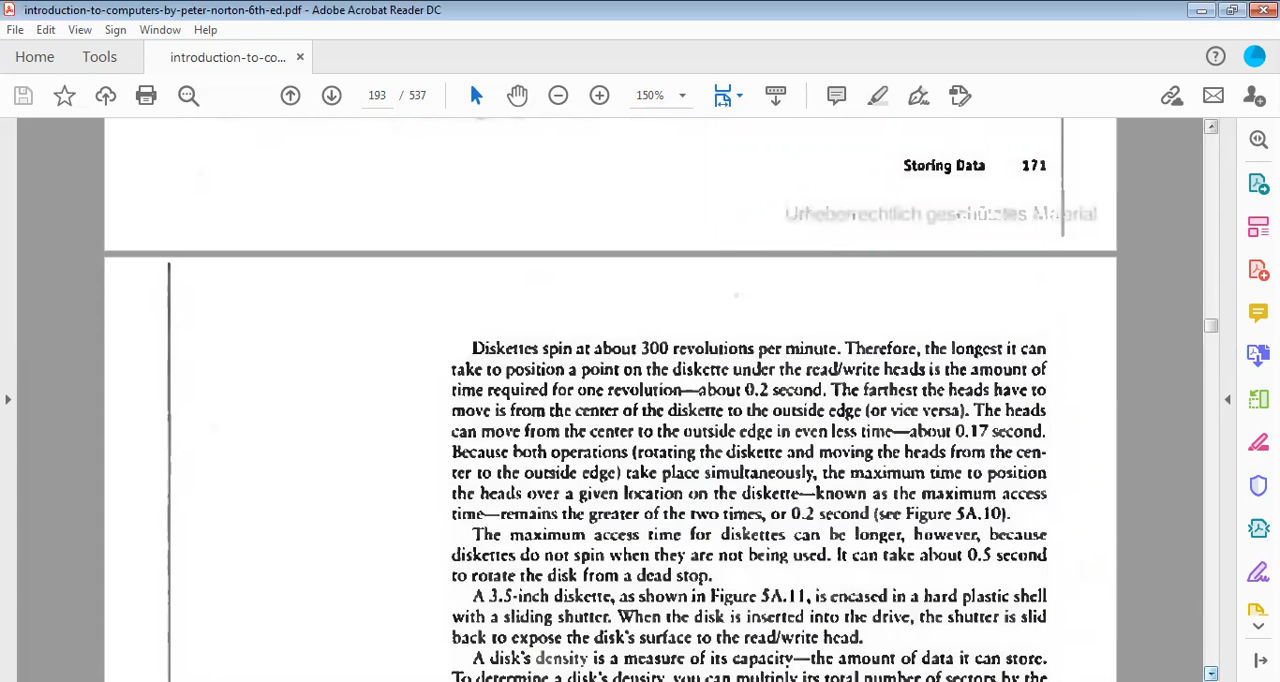 introduction-to-computers-by-peter-norton-6th-ed.pdf - Adobe Acrobat Reader DC
File Edit View Sign Window Help
Home Tools introduction-to-co... ×
193 / 537 150%
Storing Data 171
Urheberrechtlich geschütztes Material
Diskettes spin at about 300 revolutions per minute. Therefore, the longest it can
take to position a point on the diskette under the read/write heads is the amount of
time required for one revolution—about 0.2 second. The farthest the heads have to
move is from the center of the diskette to the outside edge (or vice versa). The heads
can move from the center to the outside edge in even less time—about 0.17 second.
Because both operations (rotating the diskette and moving the heads from the cen-
ter to the outside edge) take place simultaneously, the maximum time to position
the heads over a given location on the diskette—known as the maximum access
time—remains the greater of the two times, or 0.2 second (see Figure 5A.10).
The maximum access time for diskettes can be longer, however, because
diskettes do not spin when they are not being used. It can take about 0.5 second
to rotate the disk from a dead stop.
A 3.5-inch diskette, as shown in Figure 5A.11, is encased in a hard plastic shell
with a sliding shutter. When the disk is inserted into the drive, the shutter is slid
back to expose the disk's surface to the read/write head.
A disk's density is a measure of its capacity—the amount of data it can store.
To determine a disk's density, you can multiply its total number of sectors by the